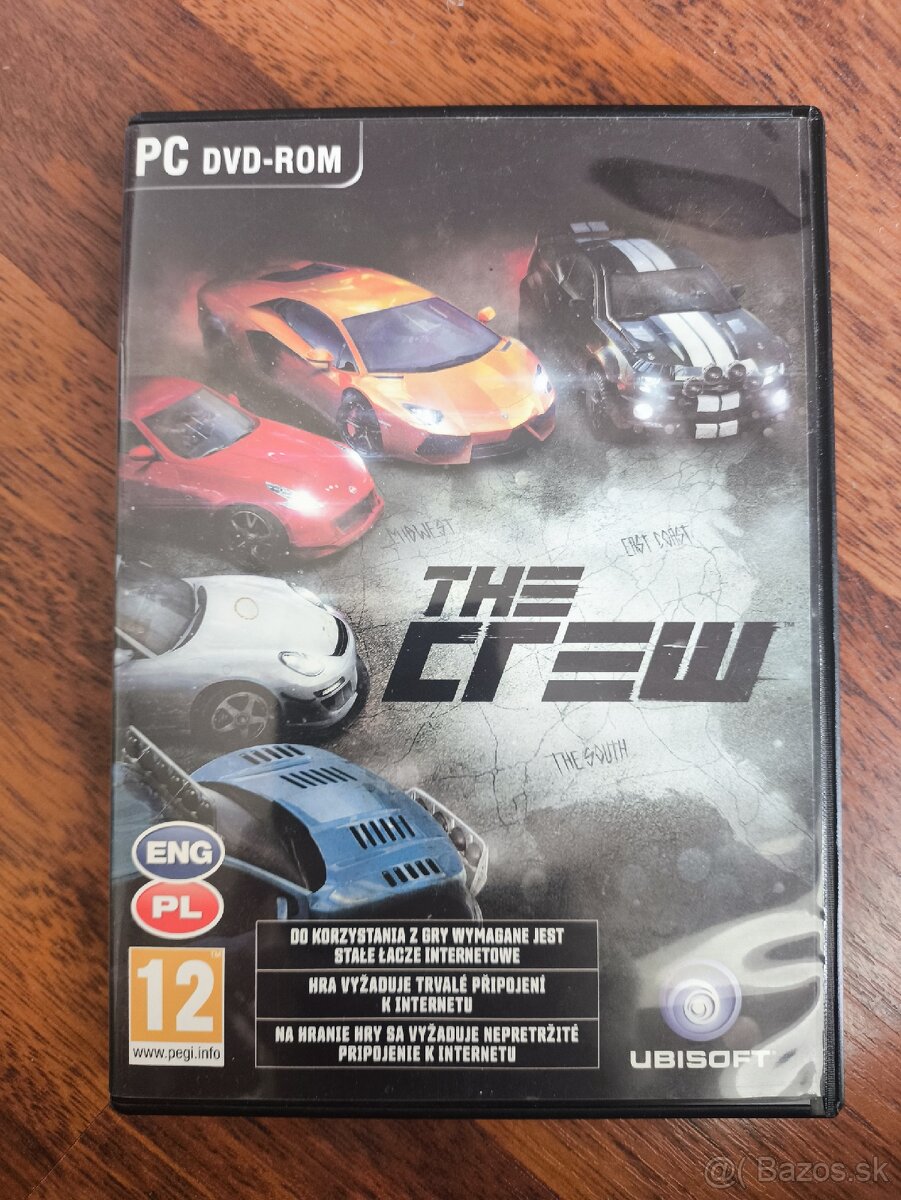 PC DVD-ROM
MIDWEST
EAST COAST
THE
CREW™
THE SOUTH
ENG
PL
12™
www.pegi.info
DO KORZYSTANIA Z GRY WYMAGANE JEST
STAŁE ŁĄCZE INTERNETOWE
HRA VYŽADUJE TRVALÉ PŘIPOJENÍ
K INTERNETU
NA HRANIE HRY SA VYŽADUJE NEPRETRŽITÉ
PRIPOJENIE K INTERNETU
UBISOFT
@( Bazos.sk